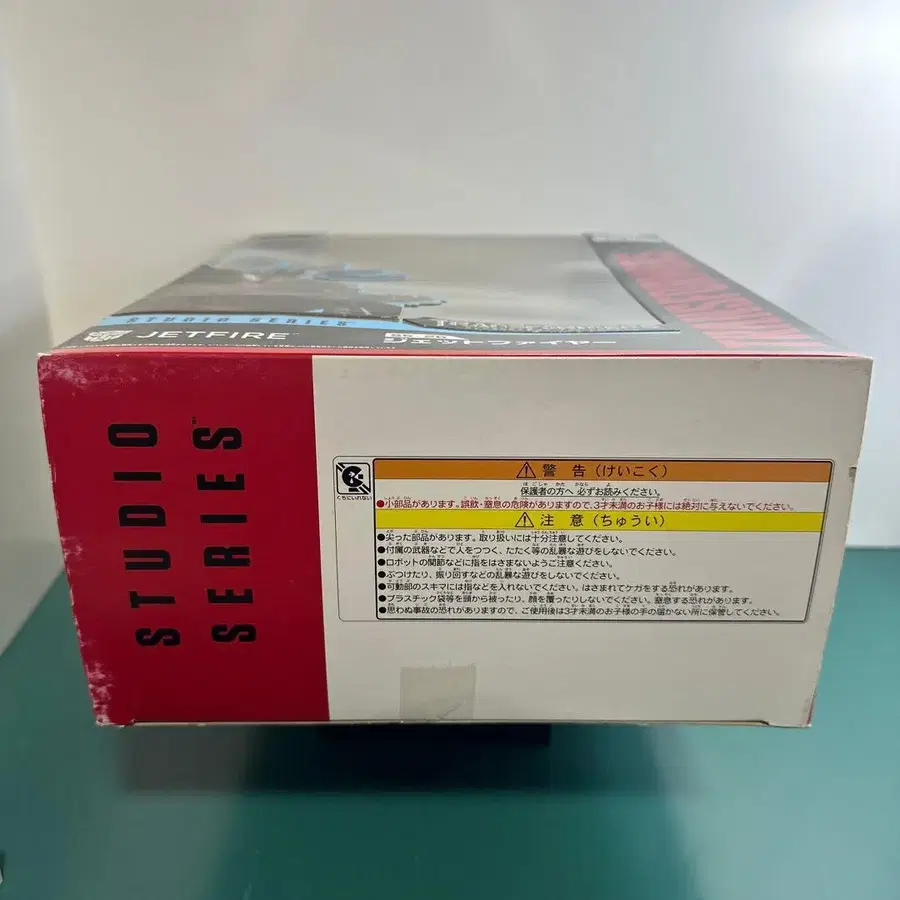 STUDIO SERIES
JETFIRE
ジェットファイヤー
STUDIO
SERIES
くちにいれない
警告(けいこく)
保護者の方へ 必ずお読みください。
●小部品があります。誤飲・窒息の危険がありますので、3才未満のお子様には絶対に与えないでください。
注意(ちゅうい)
●尖った部品があります。取り扱いには十分注意してください。
●付属の武器などで人をつつく、たたく等の乱暴な遊びをしないでください。
●ロボットの関節などに指をはさまないようご注意ください。
●ぶつけたり、振り回すなどの乱暴な遊びをしないでください。
●可動部のスキマには指などを入れないでください。はさまれてケガをする恐れがあります。
●プラスチック袋等を頭から被ったり、顔を覆ったりしないでください。窒息する恐れがあります。
●思わぬ事故の恐れがありますので、ご使用後は3才未満のお子様の手の届かない所に保管してください。